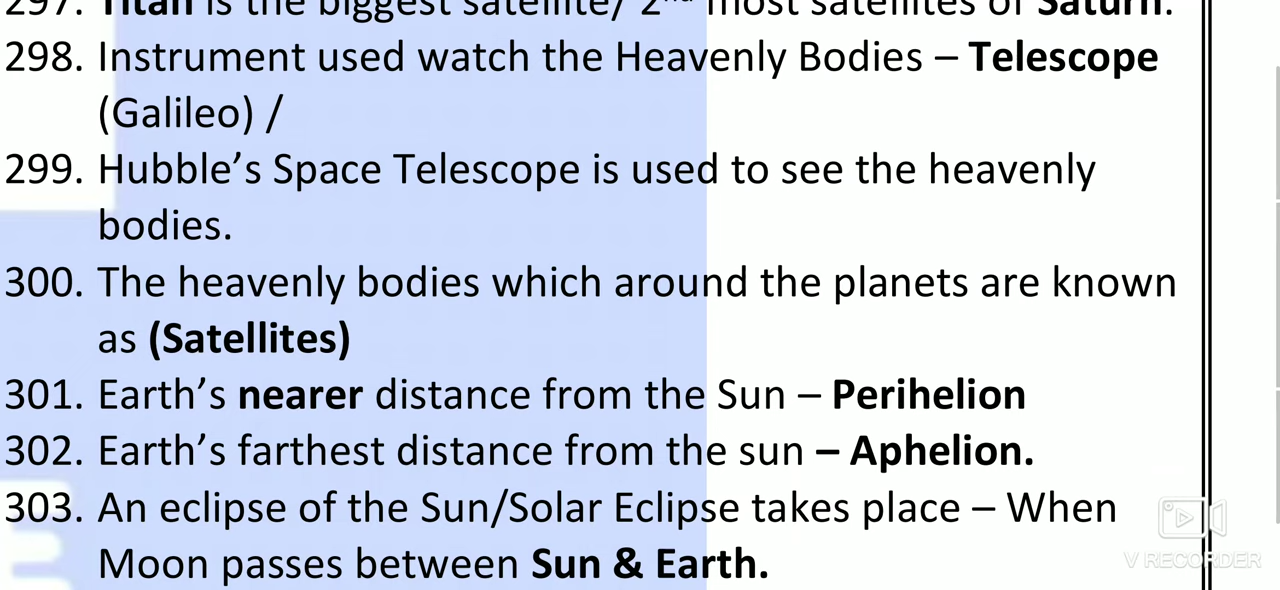 297. Titan is the biggest satellite/ 2nd most satellites of Saturn.
298. Instrument used watch the Heavenly Bodies – Telescope
(Galileo) /
299. Hubble’s Space Telescope is used to see the heavenly
bodies.
300. The heavenly bodies which around the planets are known
as (Satellites)
301. Earth’s nearer distance from the Sun – Perihelion
302. Earth’s farthest distance from the sun – Aphelion.
303. An eclipse of the Sun/Solar Eclipse takes place – When
Moon passes between Sun & Earth.
V RECORDER